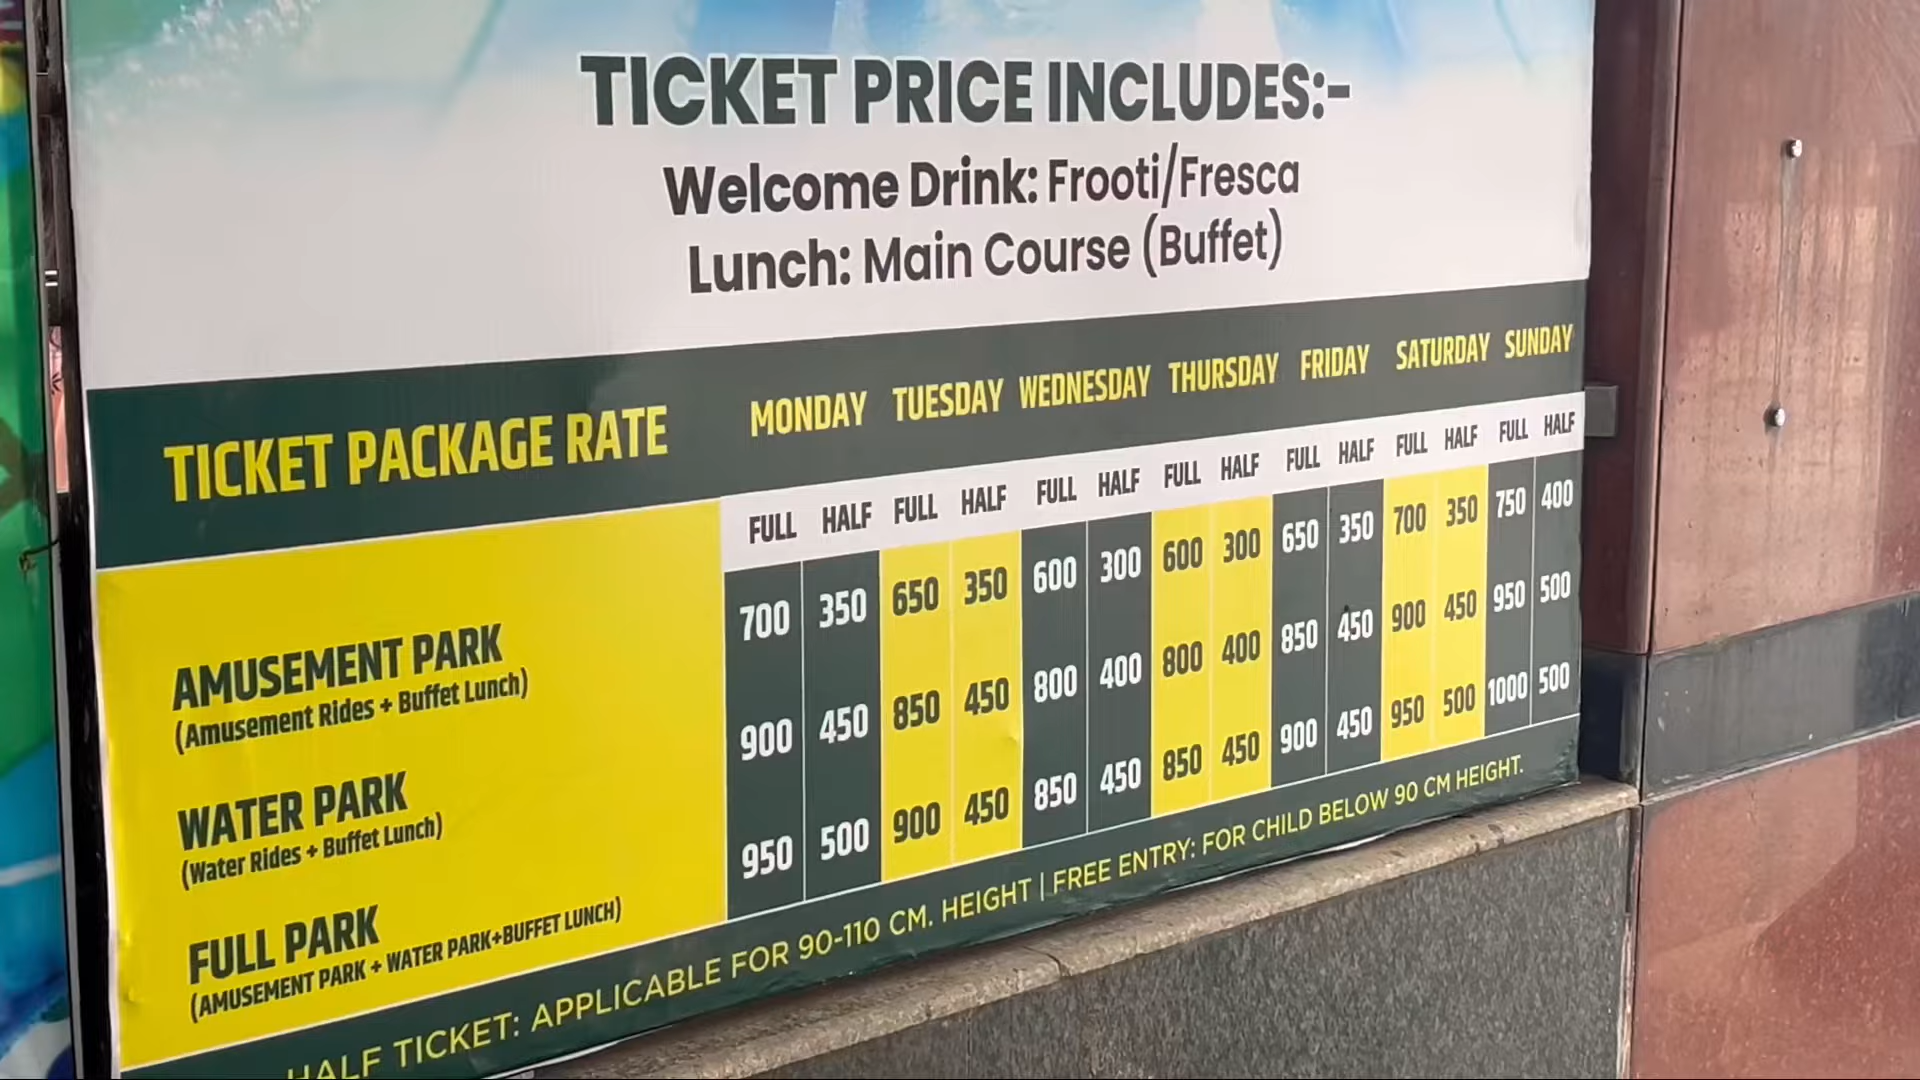 TICKET PRICE INCLUDES:-
Welcome Drink: Frooti/Fresca
Lunch: Main Course (Buffet)
TICKET PACKAGE RATE MONDAY TUESDAY WEDNESDAY THURSDAY FRIDAY SATURDAY SUNDAY
FULL HALF FULL HALF FULL HALF FULL HALF FULL HALF FULL HALF FULL HALF
AMUSEMENT PARK 700 350 650 350 600 300 600 300 650 350 700 350 750 400
(Amusement Rides + Buffet Lunch)
WATER PARK 900 450 850 450 800 400 800 400 850 450 900 450 950 500
(Water Rides + Buffet Lunch)
FULL PARK 950 500 900 450 850 450 850 450 900 450 950 500 1000 500
(AMUSEMENT PARK + WATER PARK+BUFFET LUNCH)
HALF TICKET: APPLICABLE FOR 90-110 CM. HEIGHT | FREE ENTRY: FOR CHILD BELOW 90 CM HEIGHT.